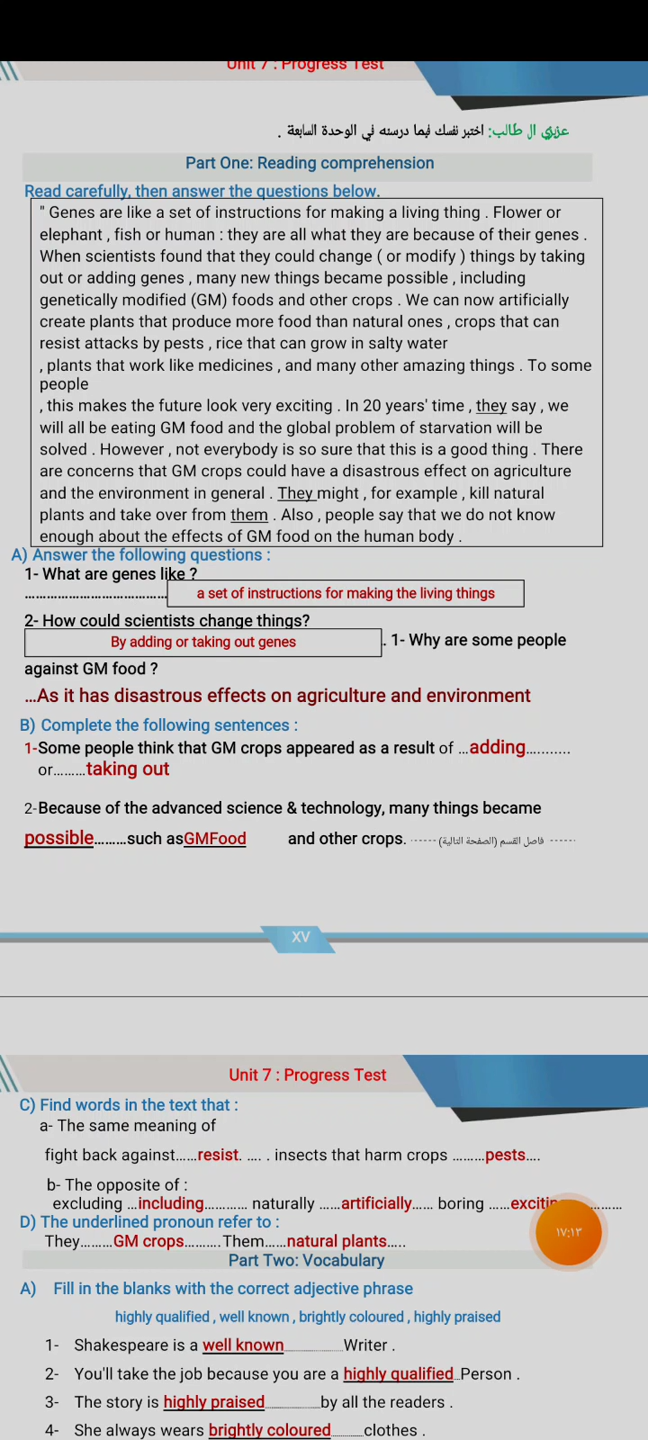 Unit 7 : Progress Test
عزيزي ال طالب: اختبر نفسك فيما درسته في الوحدة السابعة .
Part One: Reading comprehension
Read carefully, then answer the questions below.
" Genes are like a set of instructions for making a living thing . Flower or
elephant , fish or human : they are all what they are because of their genes .
When scientists found that they could change ( or modify ) things by taking
out or adding genes , many new things became possible , including
genetically modified (GM) foods and other crops . We can now artificially
create plants that produce more food than natural ones , crops that can
resist attacks by pests , rice that can grow in salty water
, plants that work like medicines , and many other amazing things . To some
people
, this makes the future look very exciting . In 20 years' time , they say , we
will all be eating GM food and the global problem of starvation will be
solved . However , not everybody is so sure that this is a good thing . There
are concerns that GM crops could have a disastrous effect on agriculture
and the environment in general . They might , for example , kill natural
plants and take over from them . Also , people say that we do not know
enough about the effects of GM food on the human body .
A) Answer the following questions :
1- What are genes like ?
....................................... a set of instructions for making the living things
2- How could scientists change things?
By adding or taking out genes . 1- Why are some people
against GM food ?
...As it has disastrous effects on agriculture and environment
B) Complete the following sentences :
1-Some people think that GM crops appeared as a result of ...adding............
or.........taking out
2-Because of the advanced science & technology, many things became
possible.........such asGMFood and other crops. ------ فاصل القسم (الصفحة التالية) ------
XV
Unit 7 : Progress Test
C) Find words in the text that :
a- The same meaning of
fight back against......resist. .... . insects that harm crops .........pests....
b- The opposite of :
excluding ...including............ naturally ......artificially...... boring ......
D) The underlined pronoun refer to :
They.........GM crops.......... Them......natural plants.....
١٧:١٣
Part Two: Vocabulary
A) Fill in the blanks with the correct adjective phrase
highly qualified , well known , brightly coloured , highly praised
1- Shakespeare is a well known..............Writer .
2- You'll take the job because you are a highly qualified..Person .
3- The story is highly praised..............by all the readers .
4- She always wears brightly coloured........clothes .